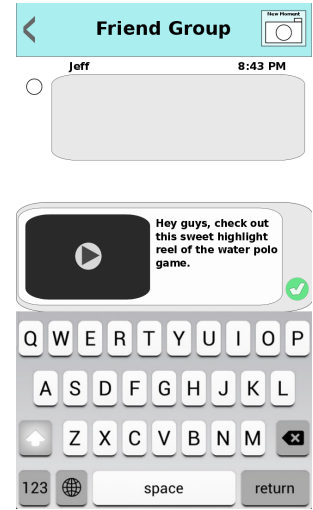 Friend Group
New Moment
Jeff 8:43 PM
Hey guys, check out
this sweet highlight
reel of the water polo
game.
Q W E R T Y U I O P
A S D F G H J K L
Z X C V B N M
123 space return